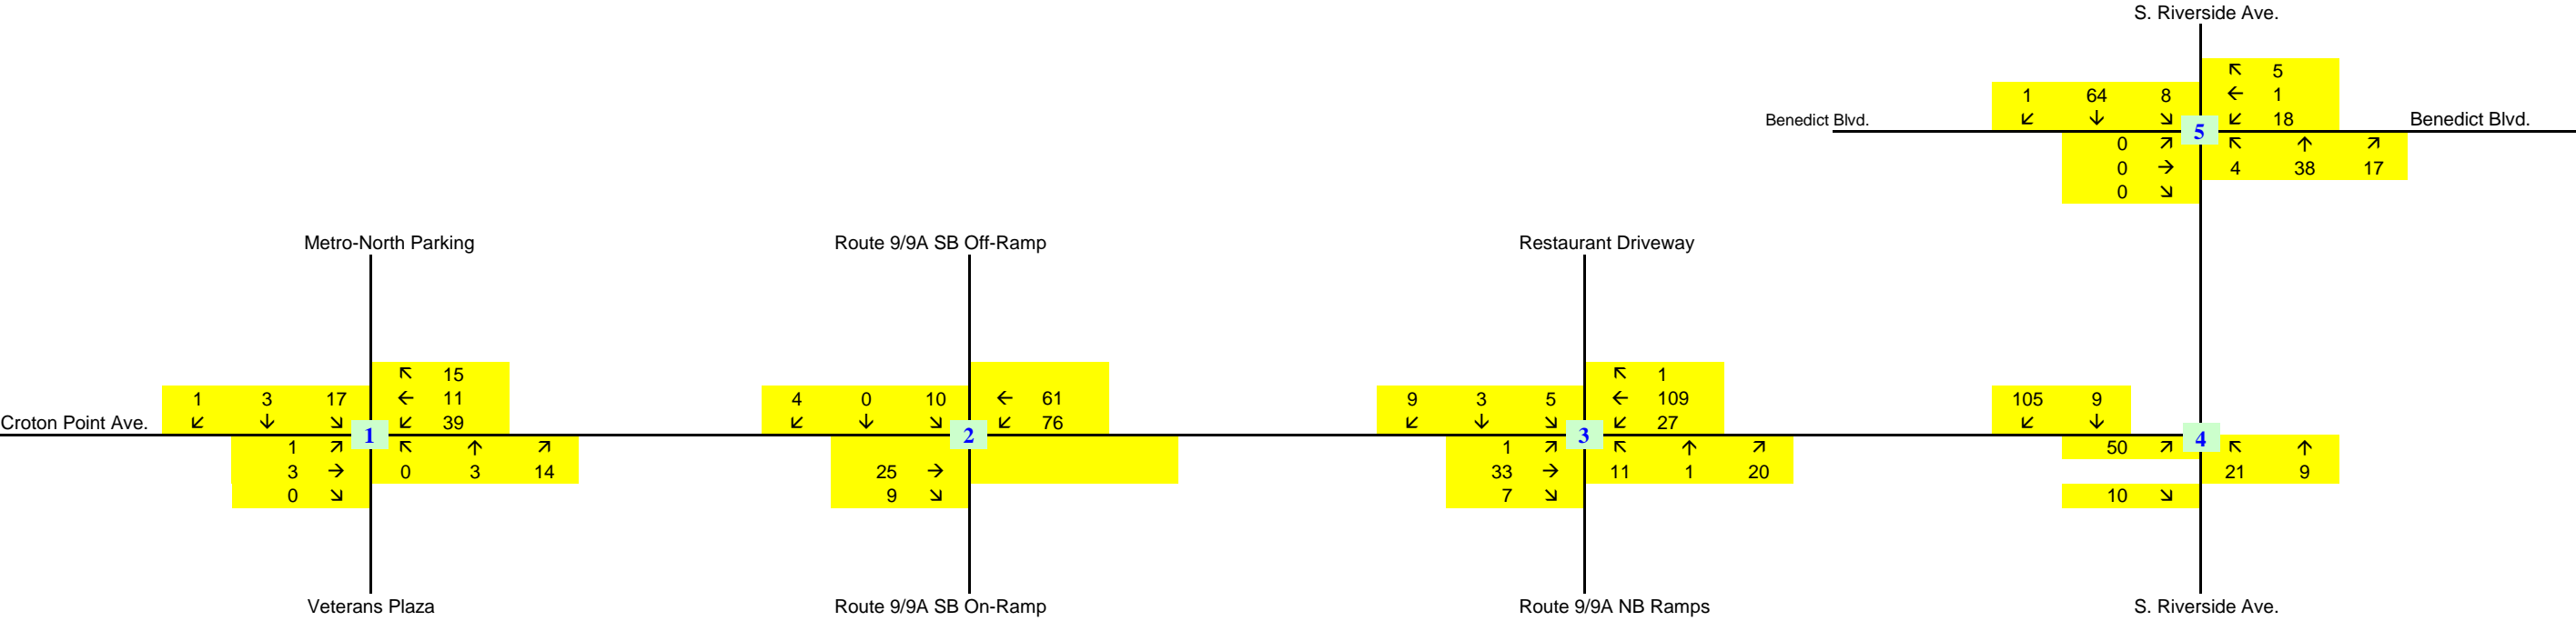 S. Riverside Ave.
↖ 5
1 64 8 ← 1
Benedict Blvd. ↙ ↓ ↘ ↙ 18 Benedict Blvd.
5
0 ↗ ↖ ↑ ↗
0 → 4 38 17
0 ↘
Metro-North Parking Route 9/9A SB Off-Ramp Restaurant Driveway
↖ 15 ↖ 1
1 3 17 ← 11 4 0 10 ← 61 9 3 5 ← 109 105 9
Croton Point Ave. ↙ ↓ ↘ ↙ 39 ↙ ↓ ↘ ↙ 76 ↙ ↓ ↘ ↙ 27 ↙ ↓
1 2 3 4
1 ↗ ↖ ↑ ↗ 1 ↗ ↖ ↑ ↗ 50 ↗ ↖ ↑
3 → 0 3 14 25 → 33 → 11 1 20 21 9
0 ↘ 9 ↘ 7 ↘ 10 ↘
Veterans Plaza Route 9/9A SB On-Ramp Route 9/9A NB Ramps S. Riverside Ave.